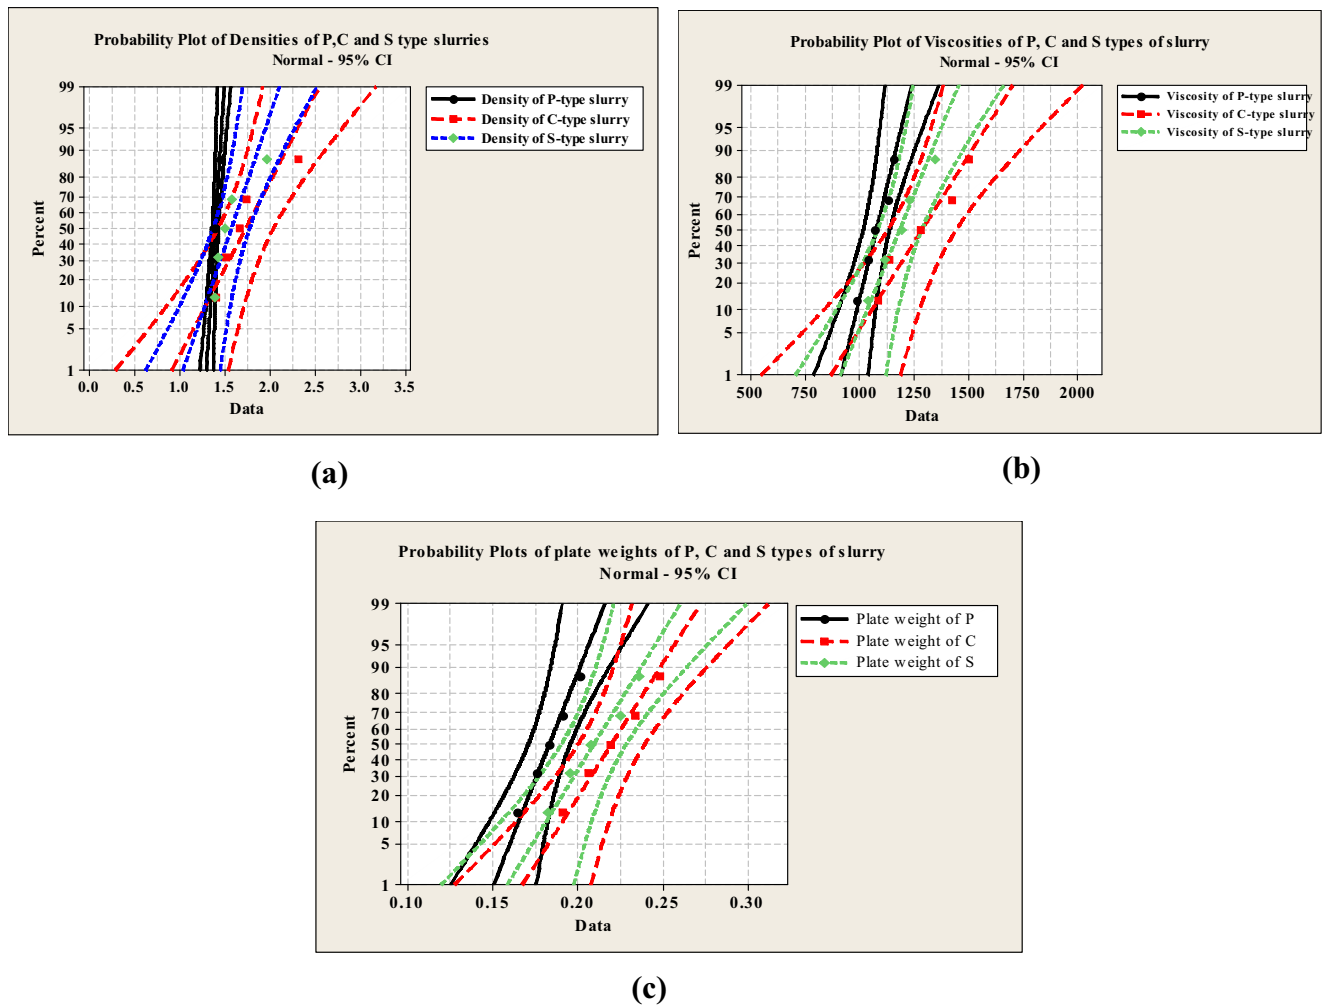 Probability Plot of Densities of P,C and S type slurries
Normal - 95% CI
99
95
90
80
70
60
50
40
30
20
10
5
1
Percent
0.0 0.5 1.0 1.5 2.0 2.5 3.0 3.5
Data
Density of P-type slurry
Density of C-type slurry
Density of S-type slurry
(a)
Probability Plot of Viscosities of P, C and S types of slurry
Normal - 95% CI
99
95
90
80
70
60
50
40
30
20
10
5
1
Percent
500 750 1000 1250 1500 1750 2000
Data
Viscosity of P-type slurry
Viscosity of C-type slurry
Viscosity of S-type slurry
(b)
Probability Plots of plate weights of P, C and S types of slurry
Normal - 95% CI
99
95
90
80
70
60
50
40
30
20
10
5
1
Percent
0.10 0.15 0.20 0.25 0.30
Data
Plate weight of P
Plate weight of C
Plate weight of S
(c)